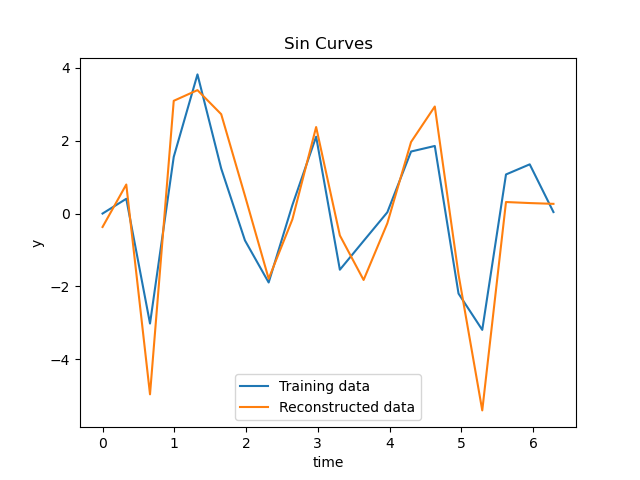 Sin Curves
y
4
2
0
−2
−4
Training data
Reconstructed data
0 1 2 3 4 5 6
time